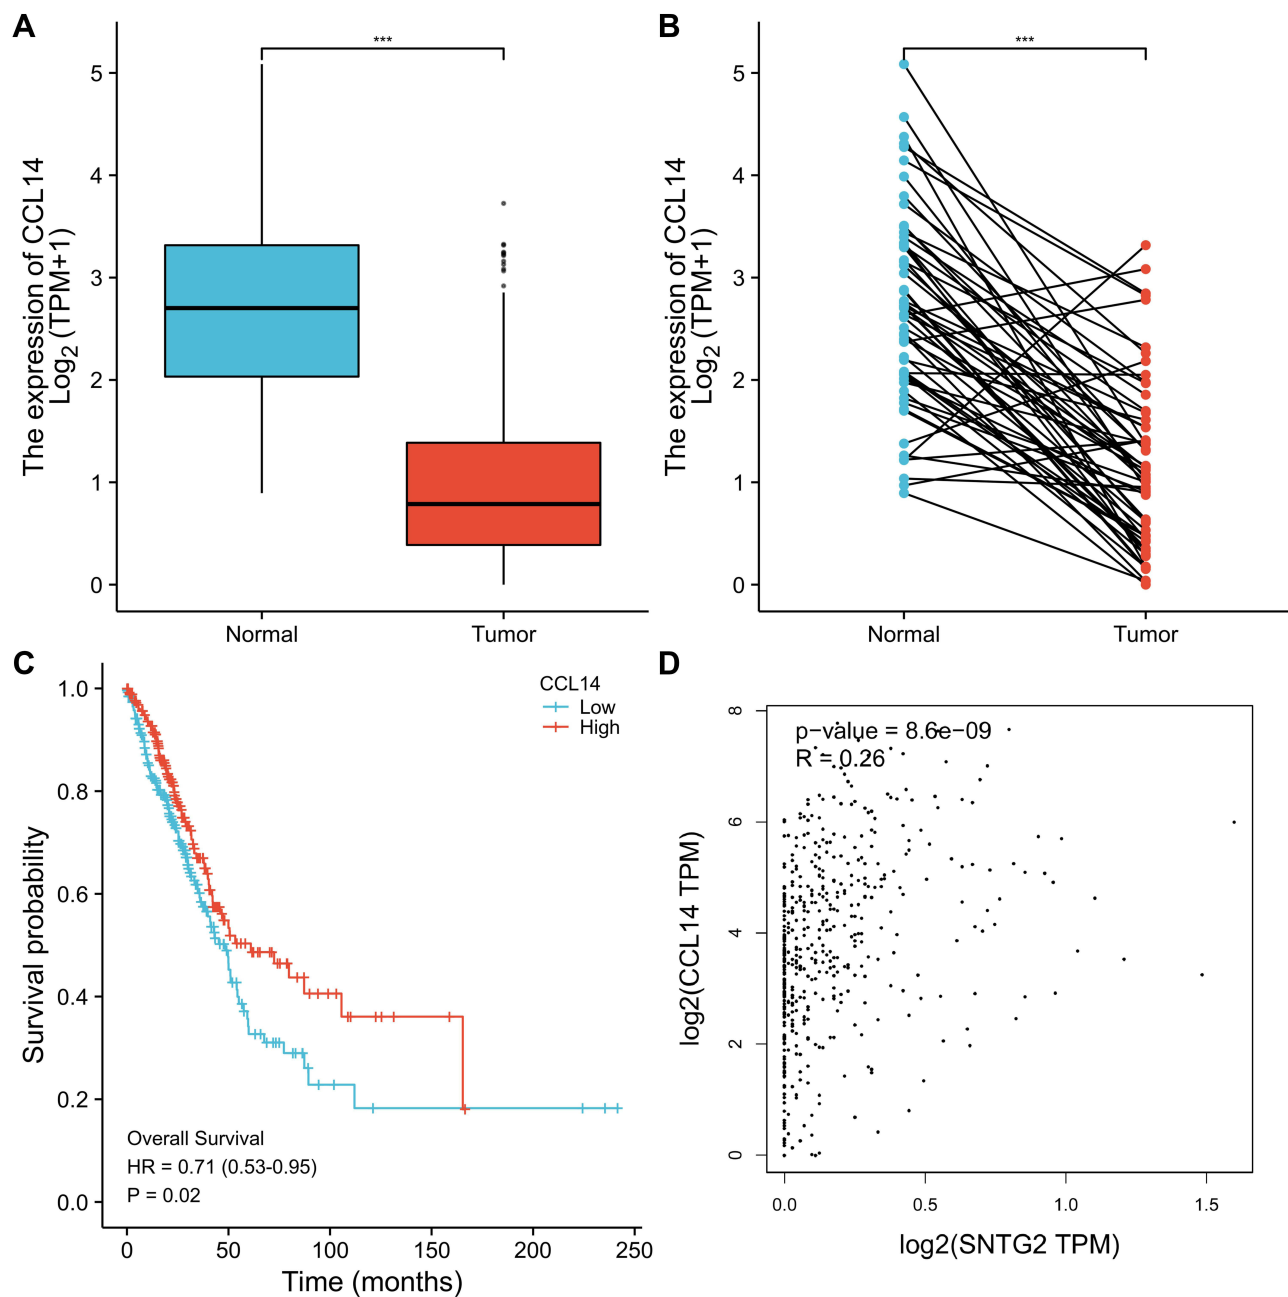 A
***
The expression of CCL14
Log2 (TPM+1)
5
4
3
2
1
0
Normal
Tumor
B
***
The expression of CCL14
Log2 (TPM+1)
5
4
3
2
1
0
Normal
Tumor
C
CCL14
Low
High
Survival probability
1.0
0.8
0.6
0.4
0.2
0.0
Overall Survival
HR = 0.71 (0.53-0.95)
P = 0.02
0
50
100
150
200
250
Time (months)
D
p−value = 8.6e−09
R = 0.26
log2(CCL14 TPM)
8
6
4
2
0
0.0
0.5
1.0
1.5
log2(SNTG2 TPM)